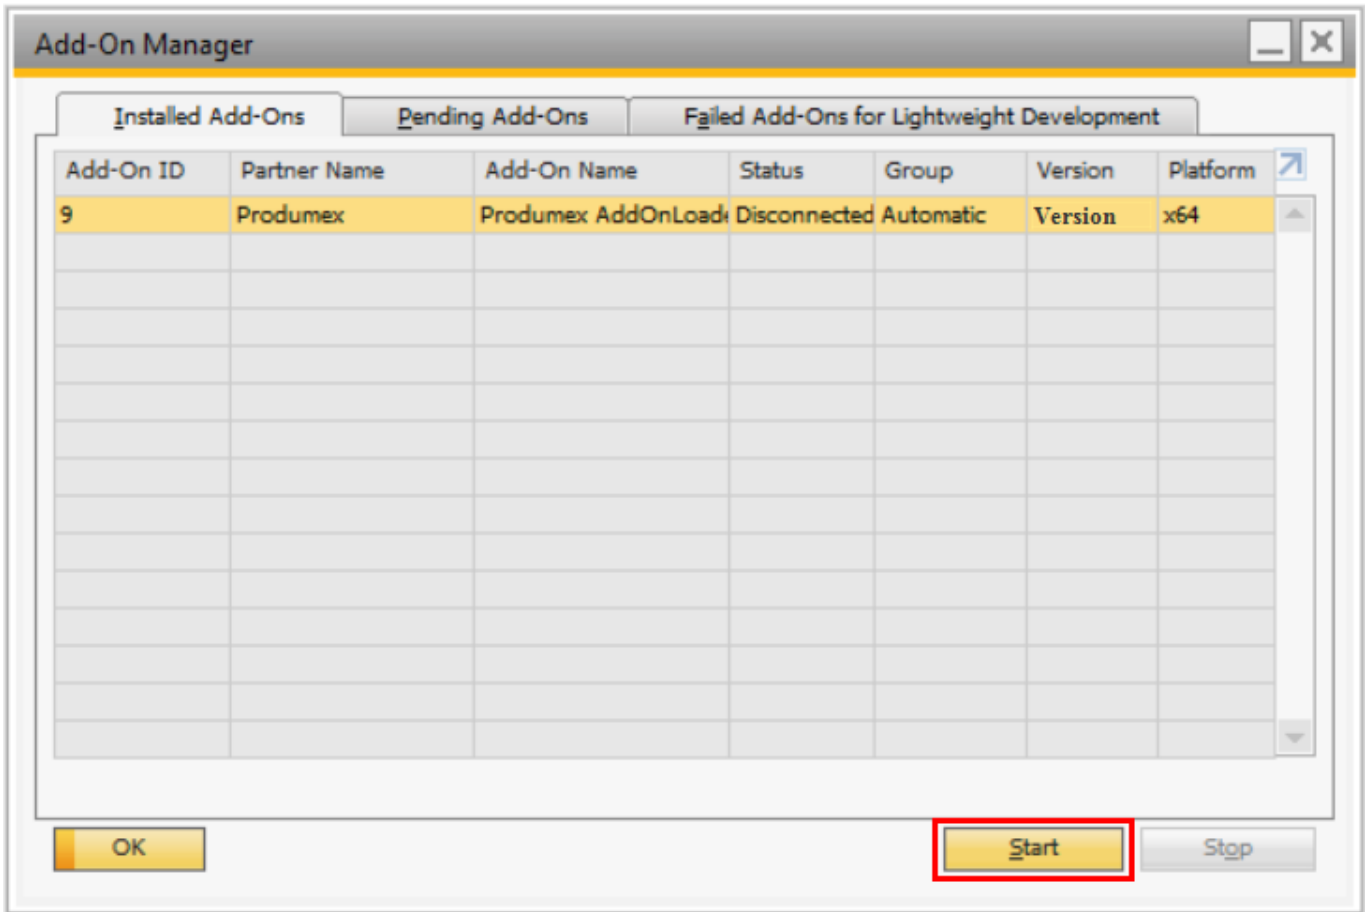 Add-On Manager
Installed Add-Ons Pending Add-Ons Failed Add-Ons for Lightweight Development
Add-On ID Partner Name Add-On Name Status Group Version Platform
9 Produmex Produmex AddOnLoade Disconnected Automatic Version x64
OK Start Stop